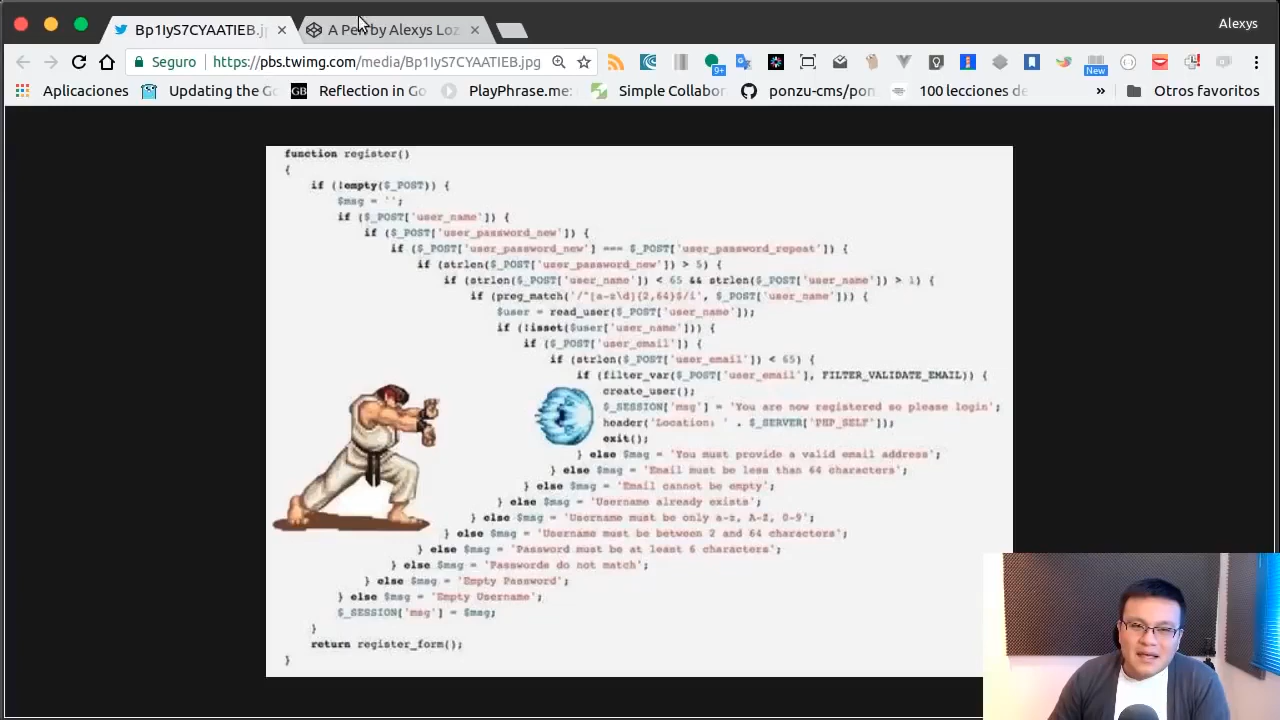 Bp1IyS7CYAATIEB.j
A Pen by Alexys Loz
Alexys
Seguro
https://pbs.twimg.com/media/Bp1IyS7CYAATIEB.jpg
9+
New
Aplicaciones
Updating the Go
GB
Reflection in Go
PlayPhrase.me:
Simple Collabor
ponzu-cms/pon
100 lecciones de
»
Otros favoritos
function register()
{
if (!empty($_POST)) {
$msg = '';
if ($_POST['user_name']) {
if ($_POST['user_password_new']) {
if ($_POST['user_password_new'] === $_POST['user_password_repeat']) {
if (strlen($_POST['user_password_new']) > 5) {
if (strlen($_POST['user_name']) < 65 && strlen($_POST['user_name']) > 1) {
if (preg_match('/^[a-z\d]{2,64}$/i', $_POST['user_name'])) {
$user = read_user($_POST['user_name']);
if (!isset($user['user_name'])) {
if ($_POST['user_email']) {
if (strlen($_POST['user_email']) < 65) {
if (filter_var($_POST['user_email'], FILTER_VALIDATE_EMAIL)) {
create_user();
$_SESSION['msg'] = 'You are now registered so please login';
header('Location: ' . $_SERVER['PHP_SELF']);
exit();
} else $msg = 'You must provide a valid email address';
} else $msg = 'Email must be less than 64 characters';
} else $msg = 'Email cannot be empty';
} else $msg = 'Username already exists';
} else $msg = 'Username must be only a-z, A-Z, 0-9';
} else $msg = 'Username must be between 2 and 64 characters';
} else $msg = 'Password must be at least 6 characters';
} else $msg = 'Passwords do not match';
} else $msg = 'Empty Password';
} else $msg = 'Empty Username';
$_SESSION['msg'] = $msg;
}
return register_form();
}